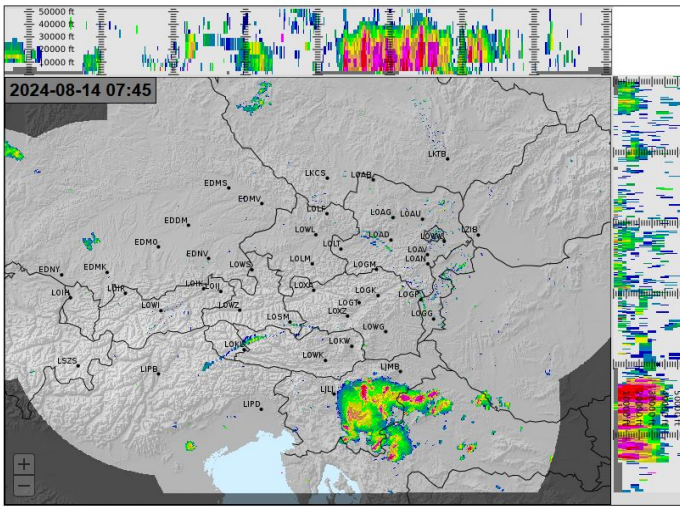 50000 ft
40000 ft
30000 ft
20000 ft
10000 ft
2024-08-14 07:45
LKTB
LKCS
LOAB
EDMS
EDMV
LOLF
LOAG
LOAU
EDDM
LOWL
LOAD
LOWW
LZIB
EDMO
LOLT
LOAV
EDNV
LOLM
LOGM
LOAN
EDNY
EDMK
LOWS
LOIH
LOIR
LOIK
LOIJ
LOXA
LOGK
LOGP
LOWI
LOWZ
LOGT
LOXZ
LOGG
LOSM
LOWG
LOKL
LOKW
LOWK
LSZS
LIPB
LJMB
LJLJ
LIPD
+
−